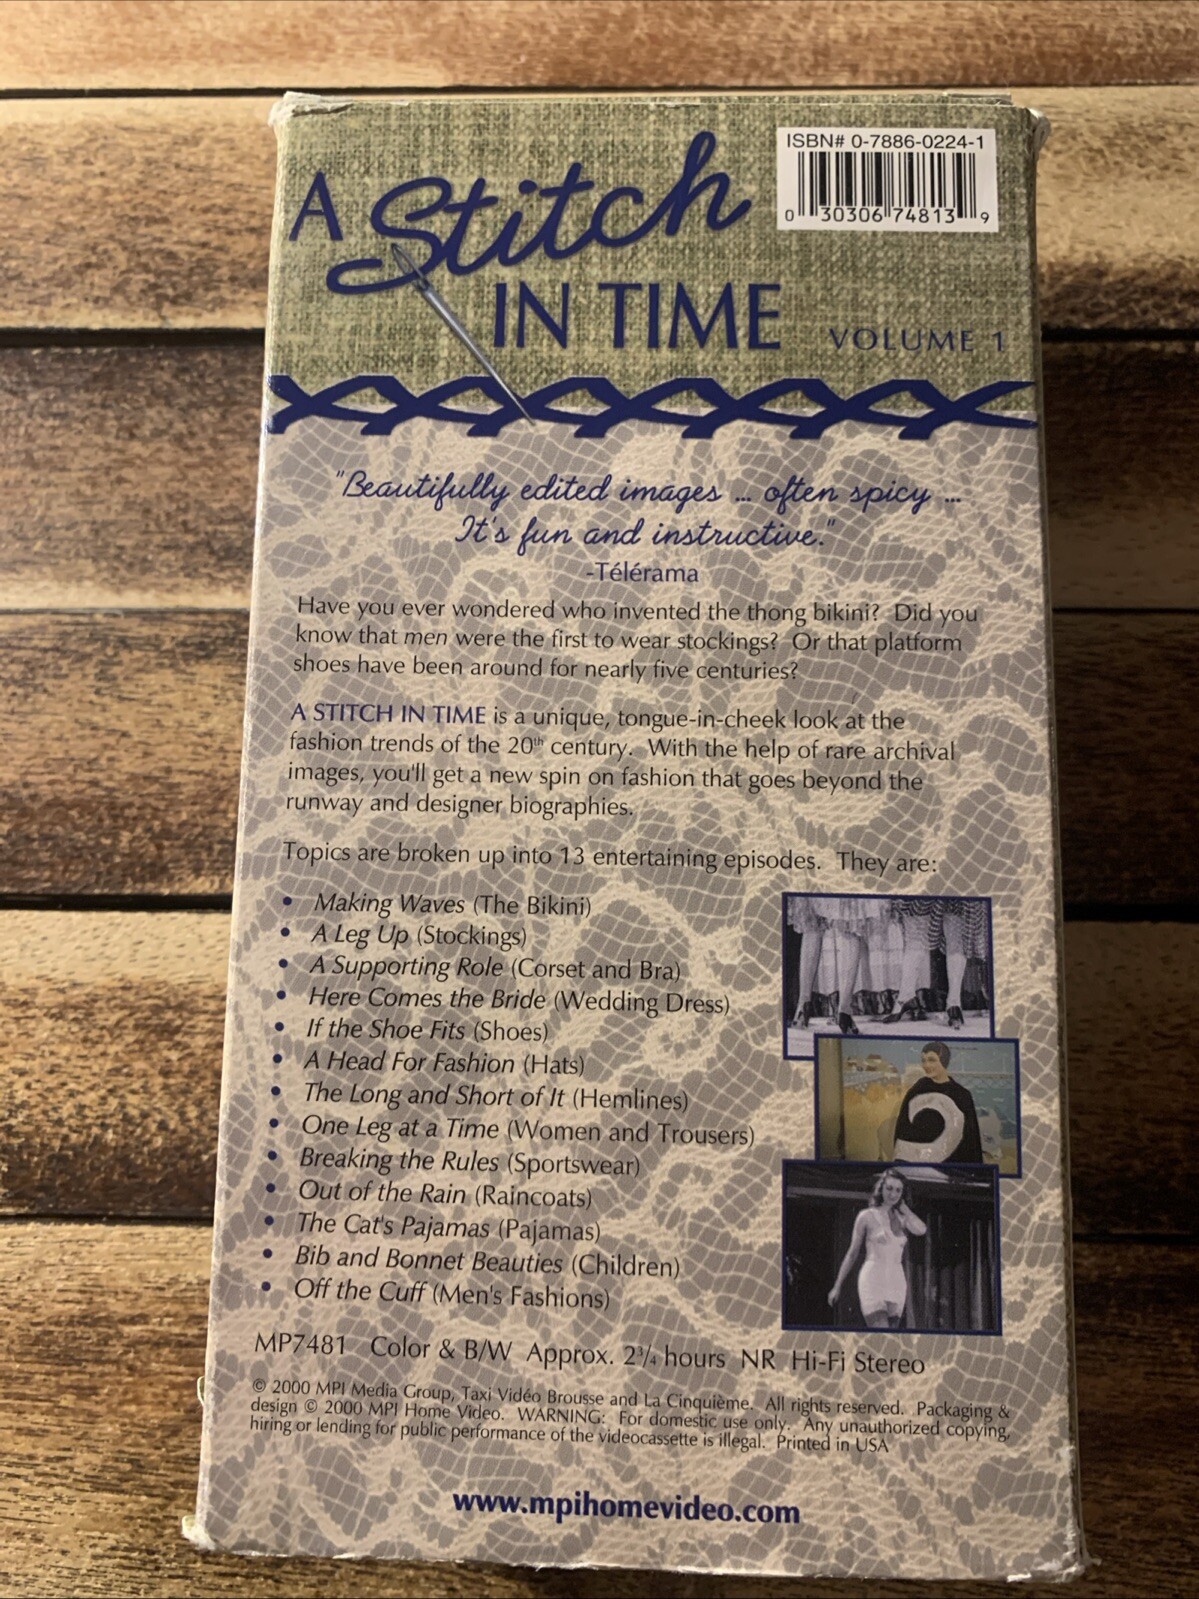 ISBN# 0-7886-0224-1
0 30306 74813 9
A Stitch
IN TIME
VOLUME 1
"Beautifully edited images ... often spicy ...
It's fun and instructive."
-Télérama
Have you ever wondered who invented the thong bikini? Did you
know that men were the first to wear stockings? Or that platform
shoes have been around for nearly five centuries?
A STITCH IN TIME is a unique, tongue-in-cheek look at the
fashion trends of the 20th century. With the help of rare archival
images, you'll get a new spin on fashion that goes beyond the
runway and designer biographies.
Topics are broken up into 13 entertaining episodes. They are:
• Making Waves (The Bikini)
• A Leg Up (Stockings)
• A Supporting Role (Corset and Bra)
• Here Comes the Bride (Wedding Dress)
• If the Shoe Fits (Shoes)
• A Head For Fashion (Hats)
• The Long and Short of It (Hemlines)
• One Leg at a Time (Women and Trousers)
• Breaking the Rules (Sportswear)
• Out of the Rain (Raincoats)
• The Cat's Pajamas (Pajamas)
• Bib and Bonnet Beauties (Children)
• Off the Cuff (Men's Fashions)
MP7481 Color & B/W Approx. 2¾ hours NR Hi-Fi Stereo
© 2000 MPI Media Group, Taxi Vidéo Brousse and La Cinquième. All rights reserved. Packaging &
design © 2000 MPI Home Video. WARNING: For domestic use only. Any unauthorized copying,
hiring or lending for public performance of the videocassette is illegal. Printed in USA
www.mpihomevideo.com